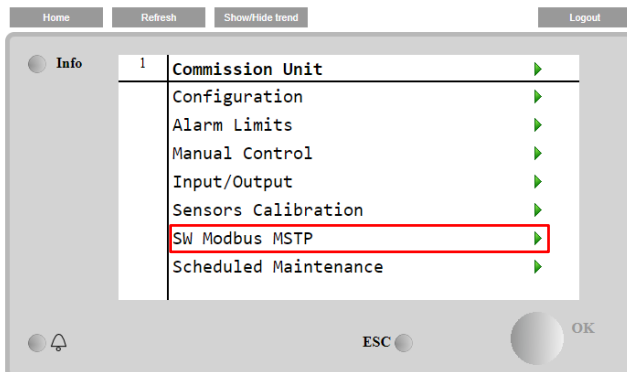 Home Refresh Show/Hide trend Logout
Info
1 Commission Unit
Configuration
Alarm Limits
Manual Control
Input/Output
Sensors Calibration
SW Modbus MSTP
Scheduled Maintenance
ESC OK